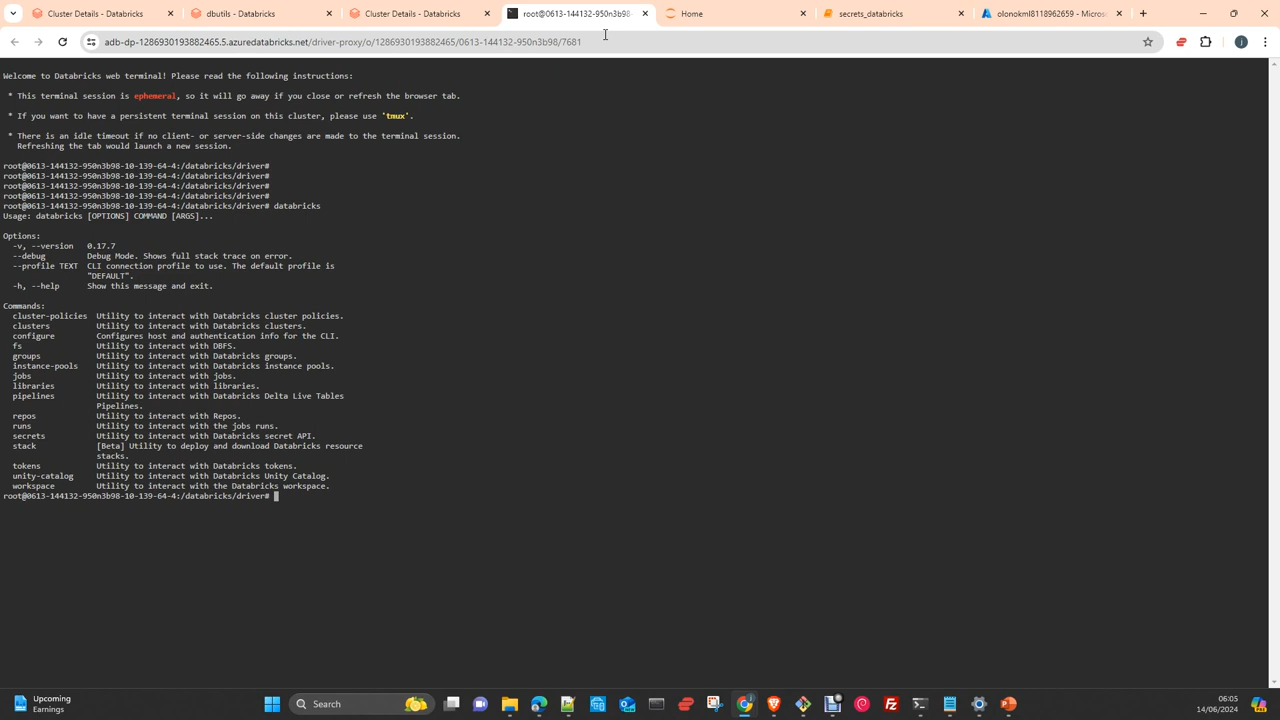 Cluster Details - Databricks
dbutils - Databricks
Cluster Details - Databricks
root@0613-144132-950n3b98-
Home
secrets_databricks
olonokml8118962659 - Micros
adb-dp-1286930193882465.5.azuredatabricks.net/driver-proxy/o/1286930193882465/0613-144132-950n3b98/7681
Welcome to Databricks web terminal! Please read the following instructions:
* This terminal session is ephemeral, so it will go away if you close or refresh the browser tab.
* If you want to have a persistent terminal session on this cluster, please use 'tmux'.
* There is an idle timeout if no client- or server-side changes are made to the terminal session.
Refreshing the tab would launch a new session.
root@0613-144132-950n3b98-10-139-64-4:/databricks/driver#
root@0613-144132-950n3b98-10-139-64-4:/databricks/driver#
root@0613-144132-950n3b98-10-139-64-4:/databricks/driver#
root@0613-144132-950n3b98-10-139-64-4:/databricks/driver#
root@0613-144132-950n3b98-10-139-64-4:/databricks/driver# databricks
Usage: databricks [OPTIONS] COMMAND [ARGS]...
Options:
-v, --version 0.17.7
--debug Debug Mode. Shows full stack trace on error.
--profile TEXT CLI connection profile to use. The default profile is
"DEFAULT".
-h, --help Show this message and exit.
Commands:
cluster-policies Utility to interact with Databricks cluster policies.
clusters Utility to interact with Databricks clusters.
configure Configures host and authentication info for the CLI.
fs Utility to interact with DBFS.
groups Utility to interact with Databricks groups.
instance-pools Utility to interact with Databricks instance pools.
jobs Utility to interact with jobs.
libraries Utility to interact with libraries.
pipelines Utility to interact with Databricks Delta Live Tables
Pipelines.
repos Utility to interact with Repos.
runs Utility to interact with the jobs runs.
secrets Utility to interact with Databricks secret API.
stack [Beta] Utility to deploy and download Databricks resource
stacks.
tokens Utility to interact with Databricks tokens.
unity-catalog Utility to interact with Databricks Unity Catalog.
workspace Utility to interact with the Databricks workspace.
root@0613-144132-950n3b98-10-139-64-4:/databricks/driver#
Upcoming
Earnings
Search
06:05
14/06/2024